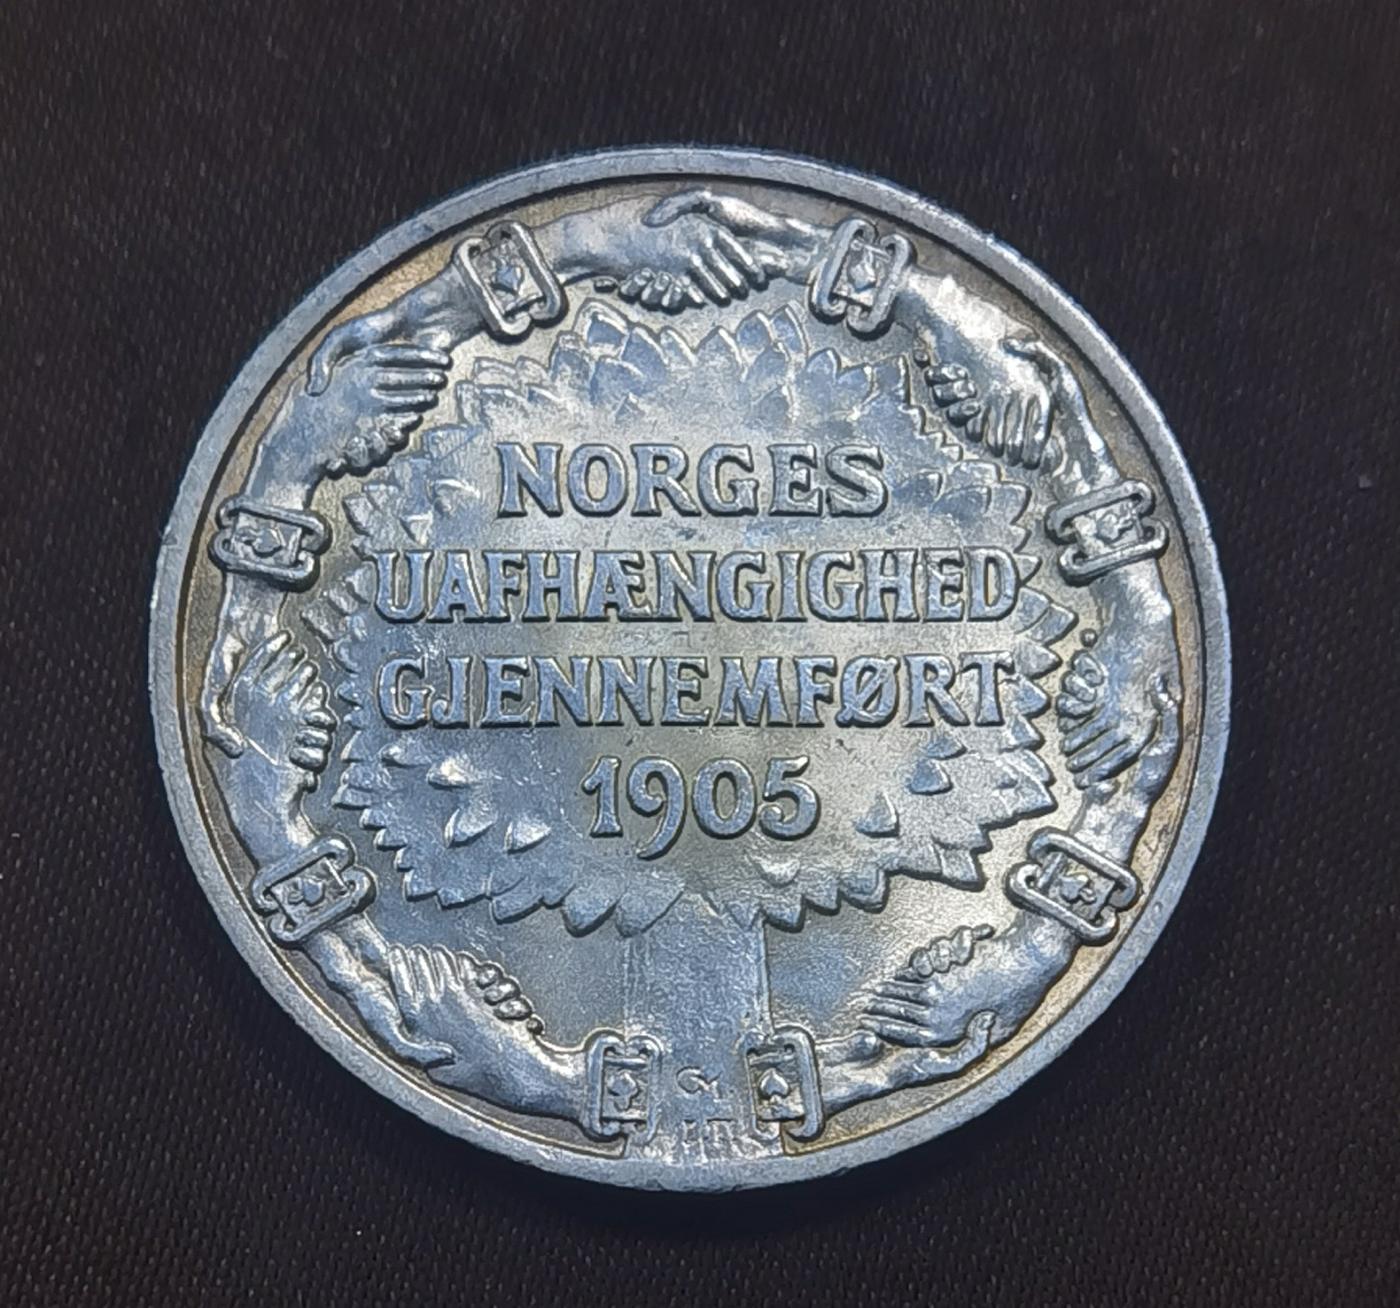 NORGES
UAFHÆNGIGHED
GJENNEMFØRT
1905